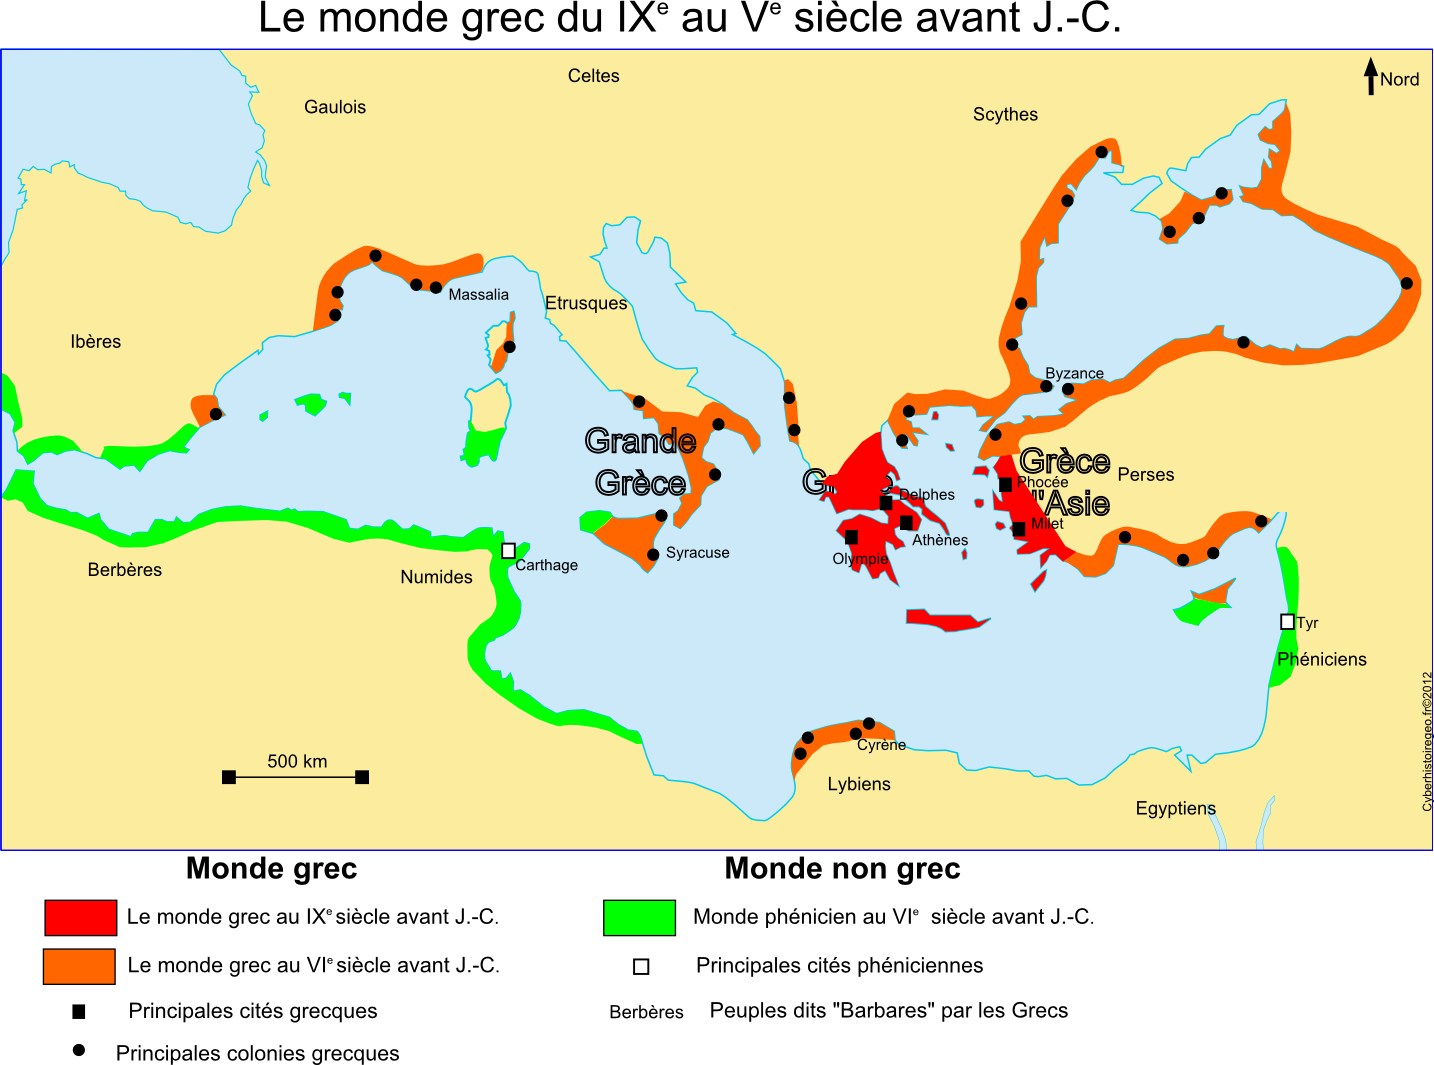 Le monde grec du IXe au Ve siècle avant J.-C.
Celtes
Nord
Gaulois
Scythes
Massalia
Etrusques
Ibères
Byzance
Grande
Grèce
Grèce
Perses
Phocée
"Asie
Delphes
Milet
Athènes
Olympie
Syracuse
Carthage
Berbères
Numides
Tyr
Phéniciens
Cyrène
Lybiens
Egyptiens
500 km
Cyberhistoiregeo.fr©2012
Monde grec
Le monde grec au IXe siècle avant J.-C.
Le monde grec au VIe siècle avant J.-C.
Principales cités grecques
Principales colonies grecques
Monde non grec
Monde phénicien au VIe siècle avant J.-C.
Principales cités phéniciennes
Berbères Peuples dits "Barbares" par les Grecs